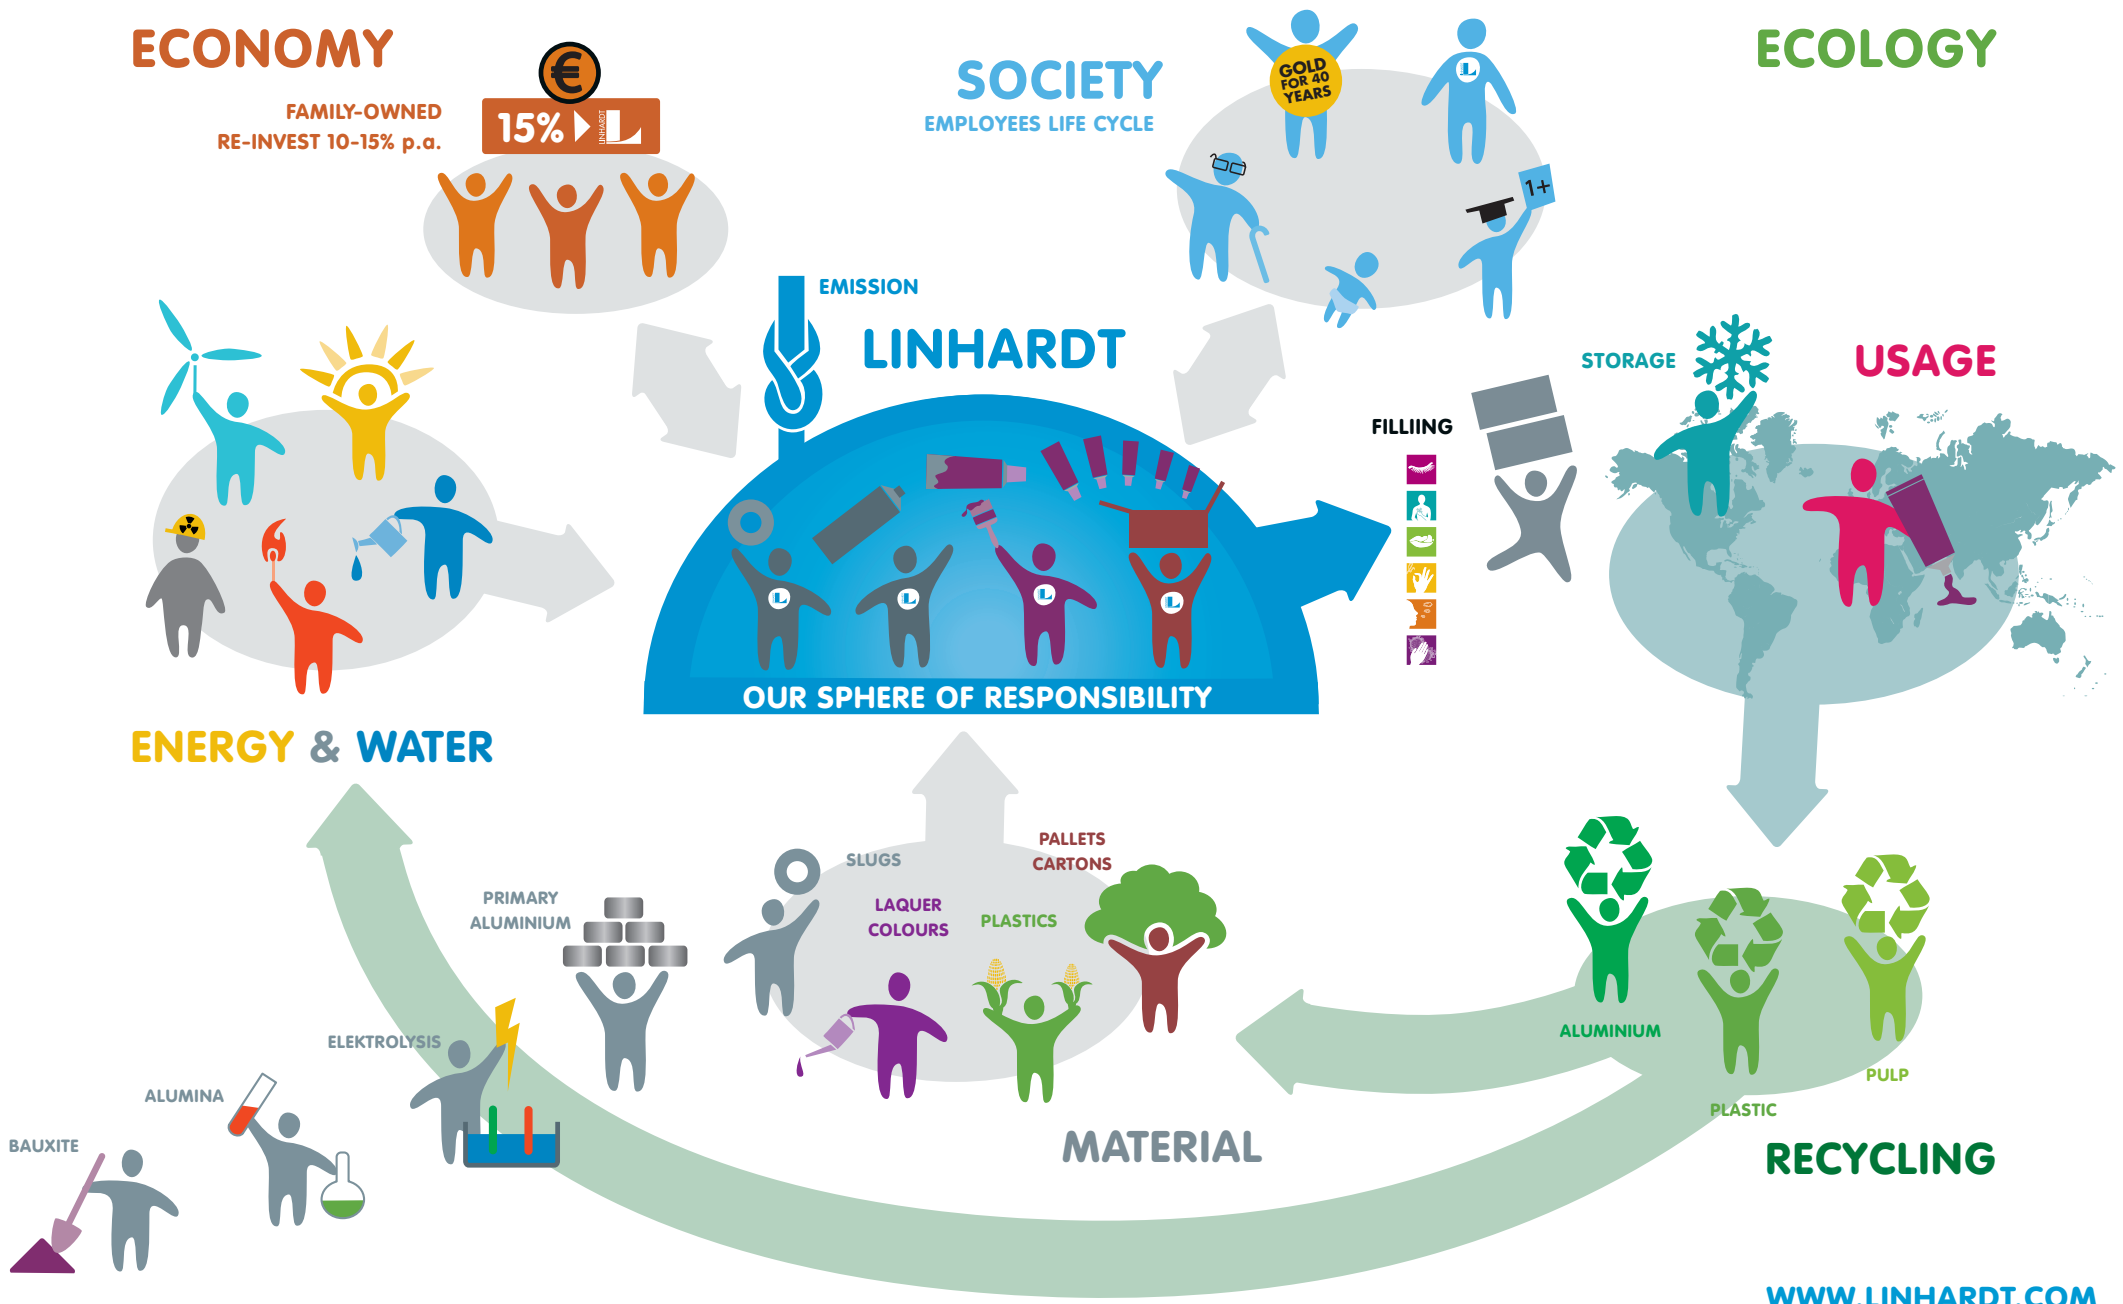 ECONOMY
FAMILY-OWNED
RE-INVEST 10-15% p.a.
€
15%
LINHARDT
SOCIETY
EMPLOYEES LIFE CYCLE
GOLD
FOR 40
YEARS
L
1+
ECOLOGY
EMISSION
LINHARDT
STORAGE
USAGE
FILLIING
L
L
L
L
OUR SPHERE OF RESPONSIBILITY
ENERGY & WATER
PALLETS
CARTONS
SLUGS
PRIMARY
ALUMINIUM
LAQUER
COLOURS
PLASTICS
ELEKTROLYSIS
ALUMINA
BAUXITE
MATERIAL
ALUMINIUM
PLASTIC
PULP
RECYCLING
WWW.LINHARDT.COM